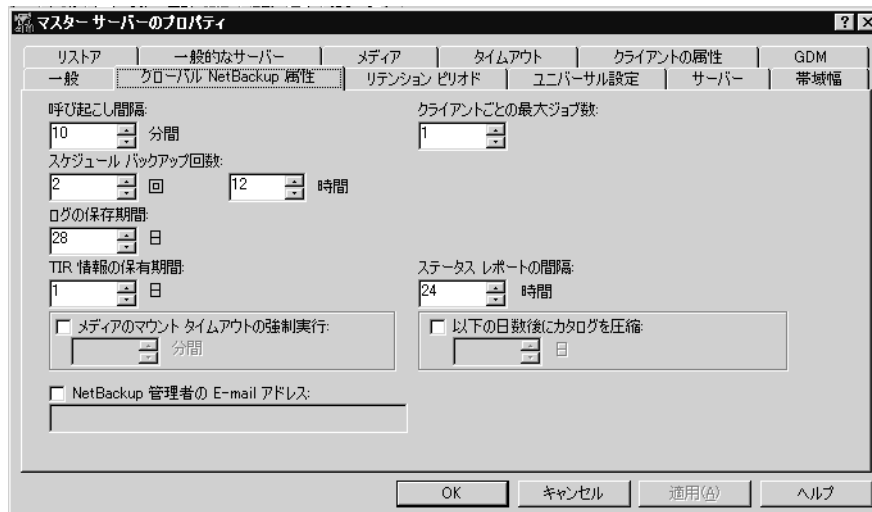 マスター サーバーのプロパティ
リストア 一般的なサーバー メディア タイムアウト クライアントの属性 GDM
一般 グローバル NetBackup 属性 リテンション ピリオド ユニバーサル設定 サーバー 帯域幅
呼び起こし間隔: クライアントごとの最大ジョブ数:
10 分間 1
スケジュール バックアップ回数:
2 回 12 時間
ログの保存期間:
28 日
TIR 情報の保有期間: ステータス レポートの間隔:
1 日 24 時間
メディアのマウント タイムアウトの強制実行: 以下の日数後にカタログを圧縮:
分間 日
NetBackup 管理者の E-mail アドレス:
OK キャンセル 適用(A) ヘルプ